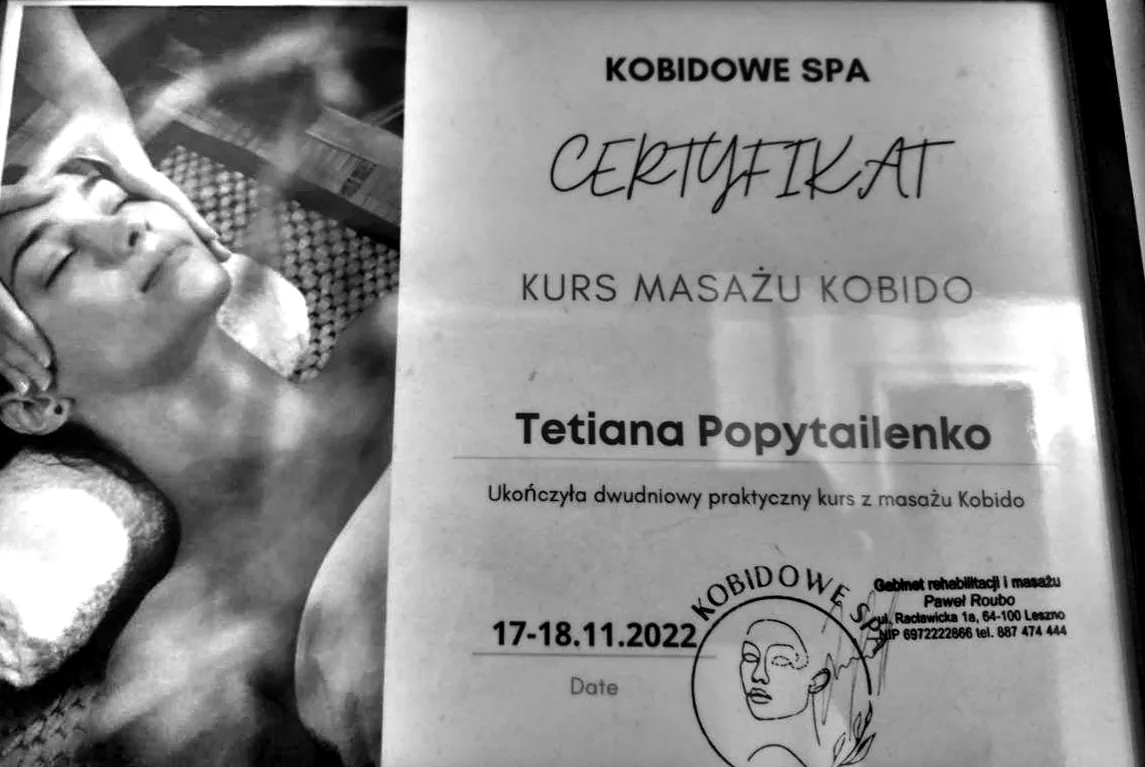 KOBIDOWE SPA
CERTYFIKAT
KURS MASAŻU KOBIDO
Tetiana Popytailenko
Ukończyła dwudniowy praktyczny kurs z masażu Kobido
17-18.11.2022
Date
KOBIDOWE SPA
Gabinet rehabilitacji i masażu
Paweł Roubo
ul. Racławicka 1a, 64-100 Leszno
NIP 6972222866 tel. 887 474 444